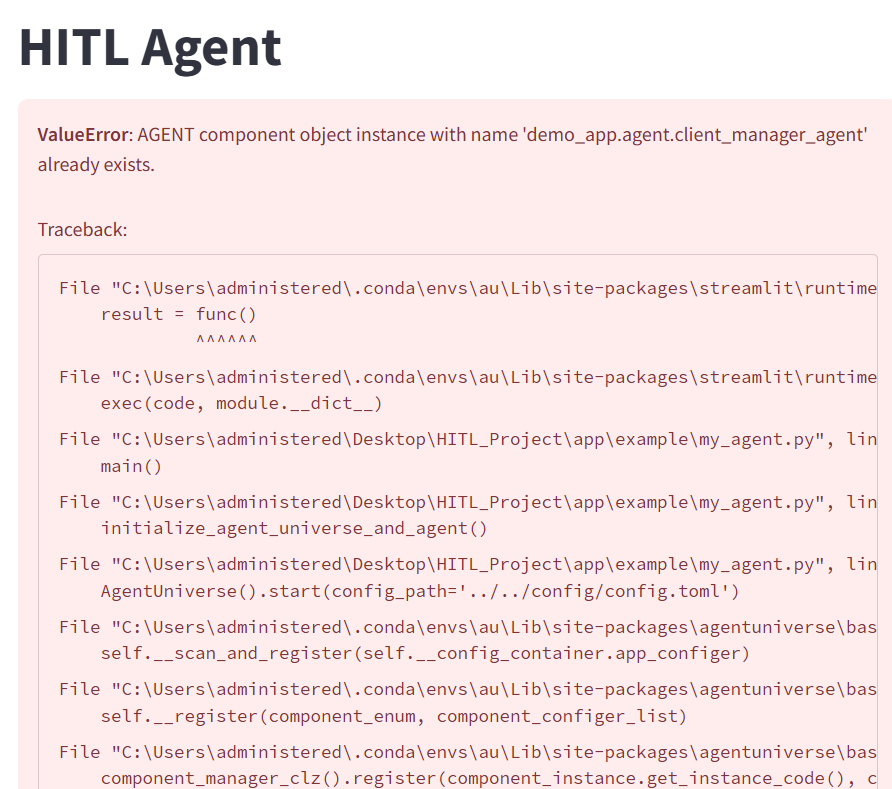 HITL Agent
ValueError: AGENT component object instance with name 'demo_app.agent.client_manager_agent'
already exists.
Traceback:
File "C:\Users\administered\.conda\envs\au\Lib\site-packages\streamlit\runtime
result = func()
^^^^^^
File "C:\Users\administered\.conda\envs\au\Lib\site-packages\streamlit\runtime
exec(code, module.__dict__)
File "C:\Users\administered\Desktop\HITL_Project\app\example\my_agent.py", lin
main()
File "C:\Users\administered\Desktop\HITL_Project\app\example\my_agent.py", lin
initialize_agent_universe_and_agent()
File "C:\Users\administered\Desktop\HITL_Project\app\example\my_agent.py", lin
AgentUniverse().start(config_path='../../config/config.toml')
File "C:\Users\administered\.conda\envs\au\Lib\site-packages\agentuniverse\bas
self.__scan_and_register(self.__config_container.app_configer)
File "C:\Users\administered\.conda\envs\au\Lib\site-packages\agentuniverse\bas
self.__register(component_enum, component_configer_list)
File "C:\Users\administered\.conda\envs\au\Lib\site-packages\agentuniverse\bas
component_manager_clz().register(component_instance.get_instance_code(), c